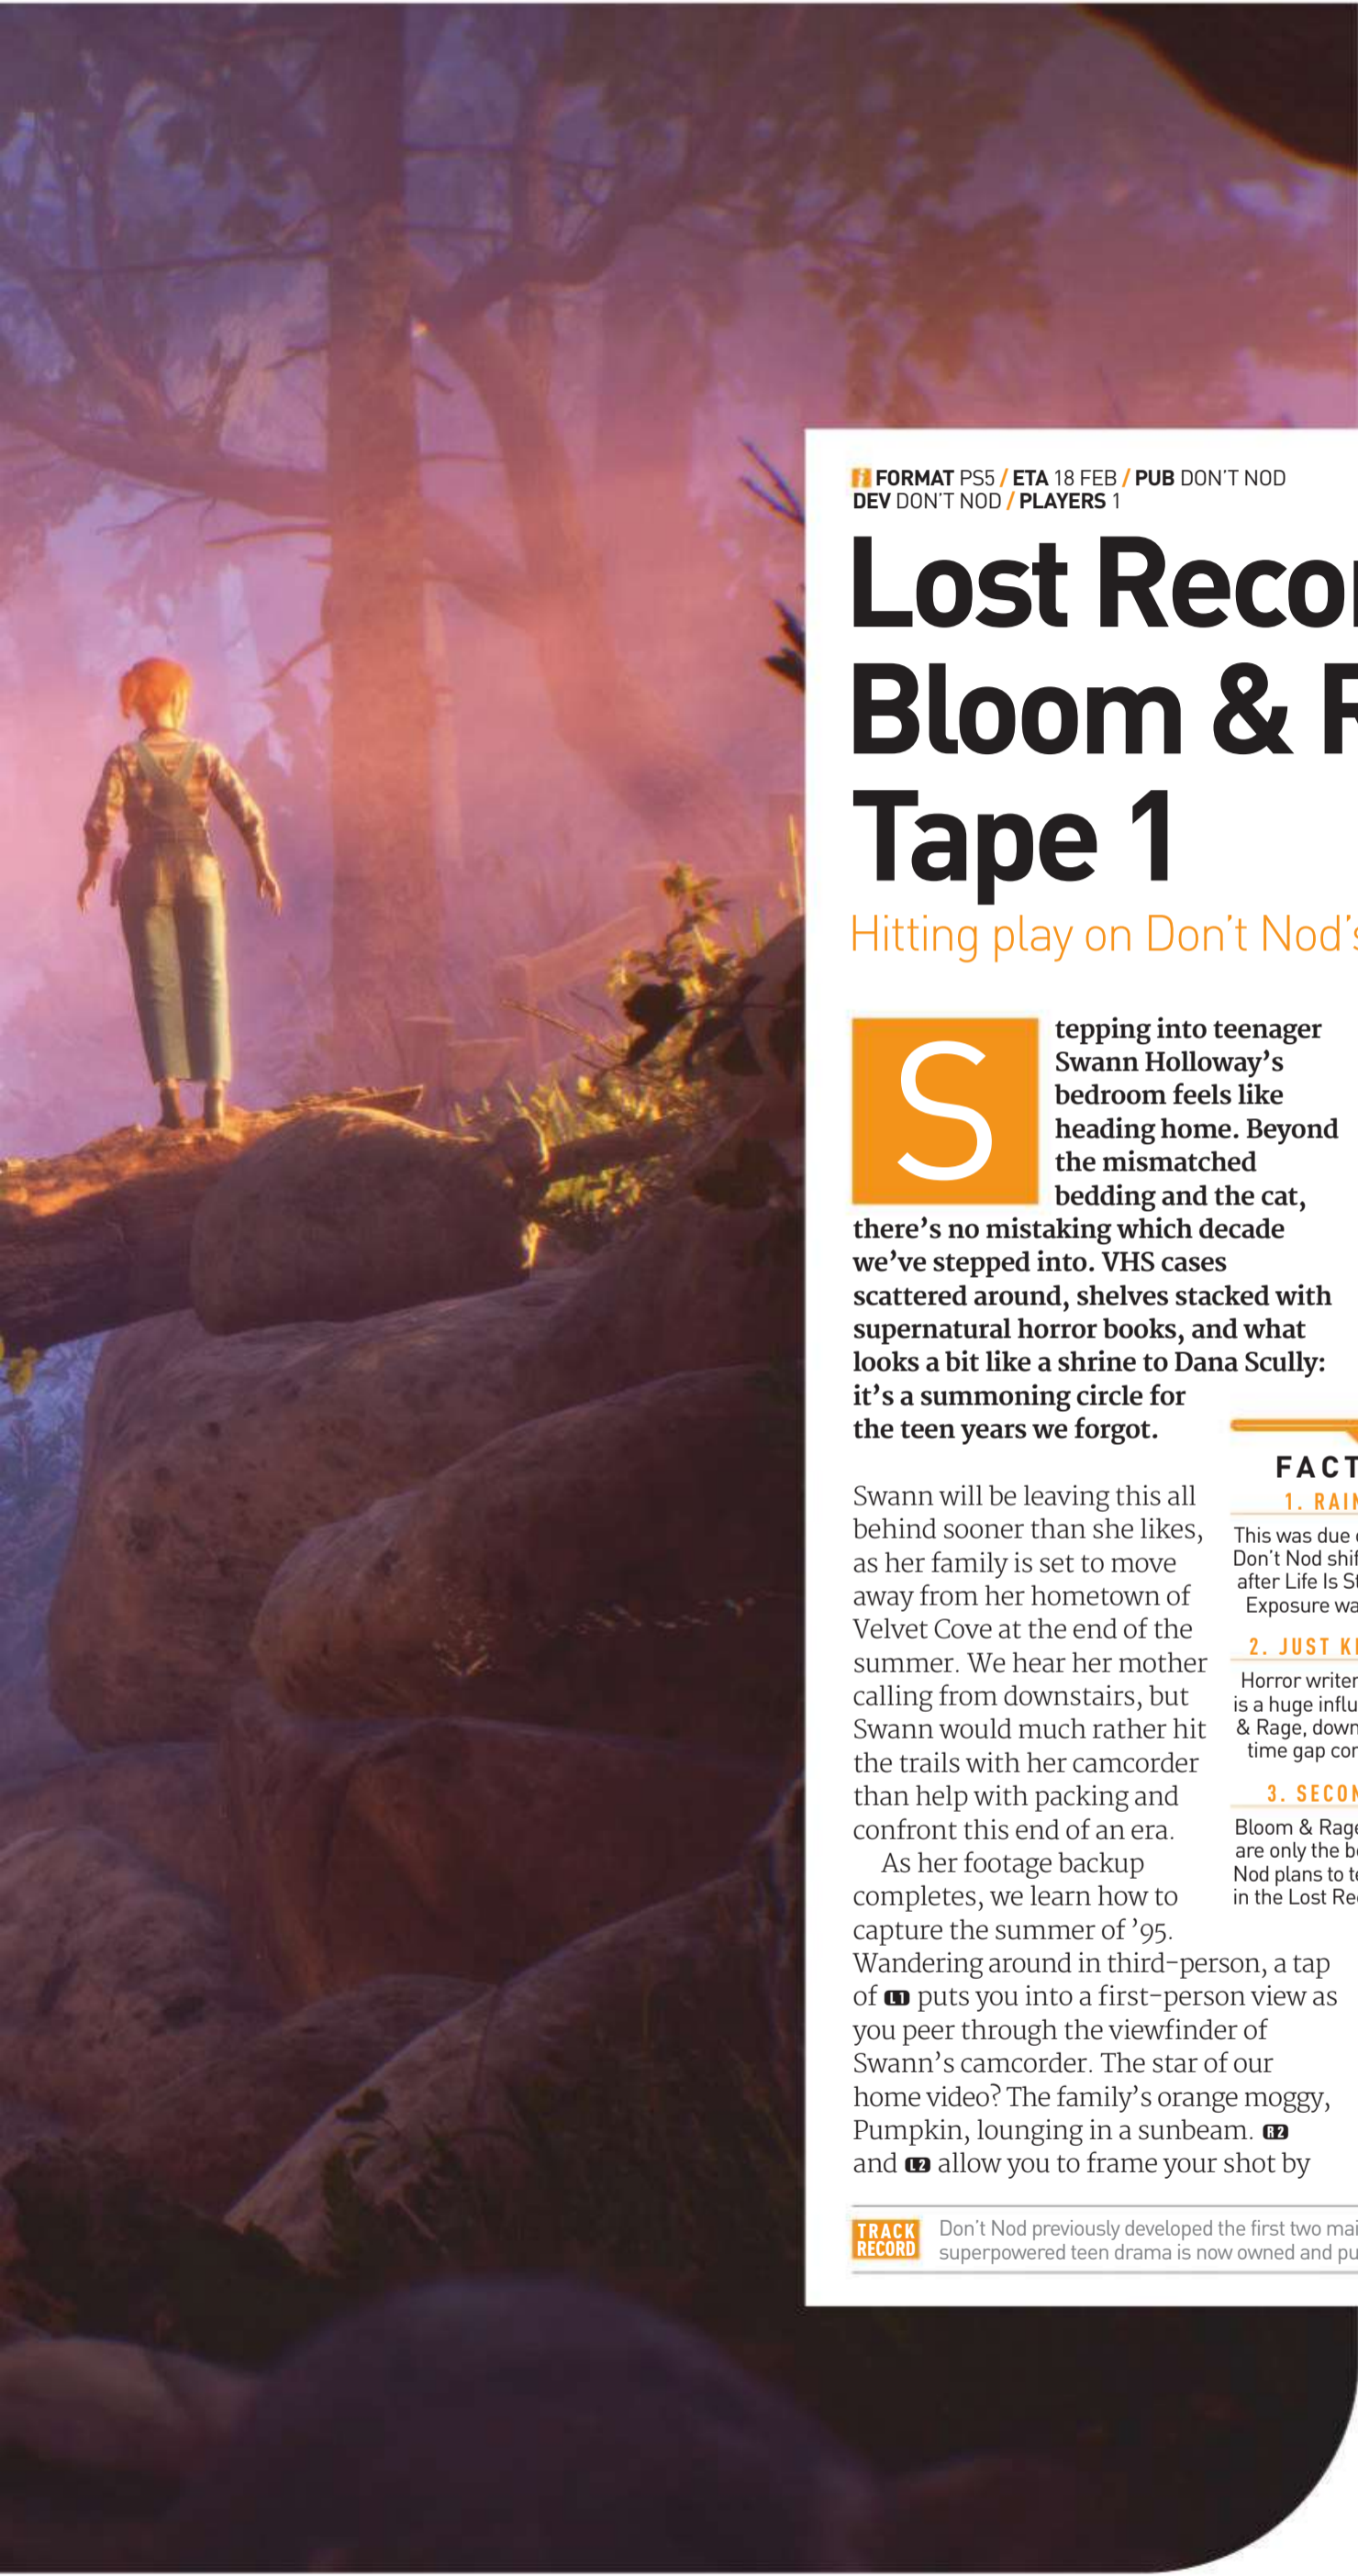 FORMAT PS5 / ETA 18 FEB / PUB DON'T NOD
DEV DON'T NOD / PLAYERS 1
Lost Reco
Bloom &
Tape 1
Hitting play on Don't Nod's
Stepping into teenager
Swann Holloway's
bedroom feels like
heading home. Beyond
the mismatched
bedding and the cat,
there's no mistaking which decade
we've stepped into. VHS cases
scattered around, shelves stacked with
supernatural horror books, and what
looks a bit like a shrine to Dana Scully:
it's a summoning circle for
the teen years we forgot.
Swann will be leaving this all
behind sooner than she likes,
as her family is set to move
away from her hometown of
Velvet Cove at the end of the
summer. We hear her mother
calling from downstairs, but
Swann would much rather hit
the trails with her camcorder
than help with packing and
confront this end of an era.
As her footage backup
completes, we learn how to
capture the summer of '95.
Wandering around in third-person, a tap
of L1 puts you into a first-person view as
you peer through the viewfinder of
Swann's camcorder. The star of our
home video? The family's orange moggy,
Pumpkin, lounging in a sunbeam. R2
and L2 allow you to frame your shot by
FACT
1. RAI
This was due
Don't Nod shif
after Life Is St
Exposure wa
2. JUST K
Horror writer
is a huge influ
& Rage, down
time gap cor
3. SECON
Bloom & Rage
are only the b
Nod plans to t
in the Lost Re
TRACK
RECORD
Don't Nod previously developed the first two mai
superpowered teen drama is now owned and pu